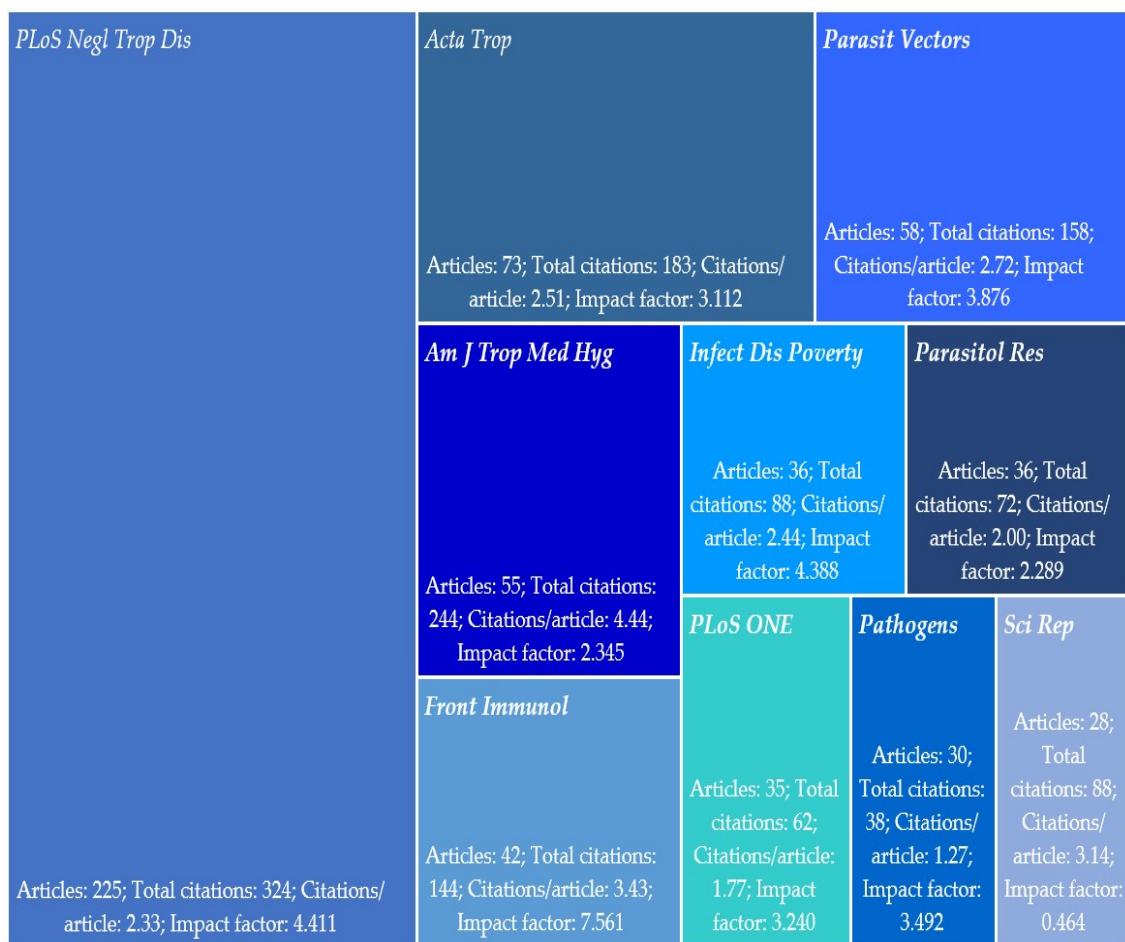 PLoS Negl Trop Dis
Articles: 225; Total citations: 324; Citations/
article: 2.33; Impact factor: 4.411
Acta Trop
Articles: 73; Total citations: 183; Citations/
article: 2.51; Impact factor: 3.112
Parasit Vectors
Articles: 58; Total citations: 158;
Citations/article: 2.72; Impact
factor: 3.876
Am J Trop Med Hyg
Articles: 55; Total citations:
244; Citations/article: 4.44;
Impact factor: 2.345
Infect Dis Poverty
Articles: 36; Total
citations: 88; Citations/
article: 2.44; Impact
factor: 4.388
Parasitol Res
Articles: 36; Total
citations: 72; Citations/
article: 2.00; Impact
factor: 2.289
Front Immunol
Articles: 42; Total citations:
144; Citations/article: 3.43;
Impact factor: 7.561
PLoS ONE
Articles: 35; Total
citations: 62;
Citations/article:
1.77; Impact
factor: 3.240
Pathogens
Articles: 30;
Total citations:
38; Citations/
article: 1.27;
Impact factor:
3.492
Sci Rep
Articles: 28;
Total
citations: 88;
Citations/
article: 3.14;
Impact factor:
0.464